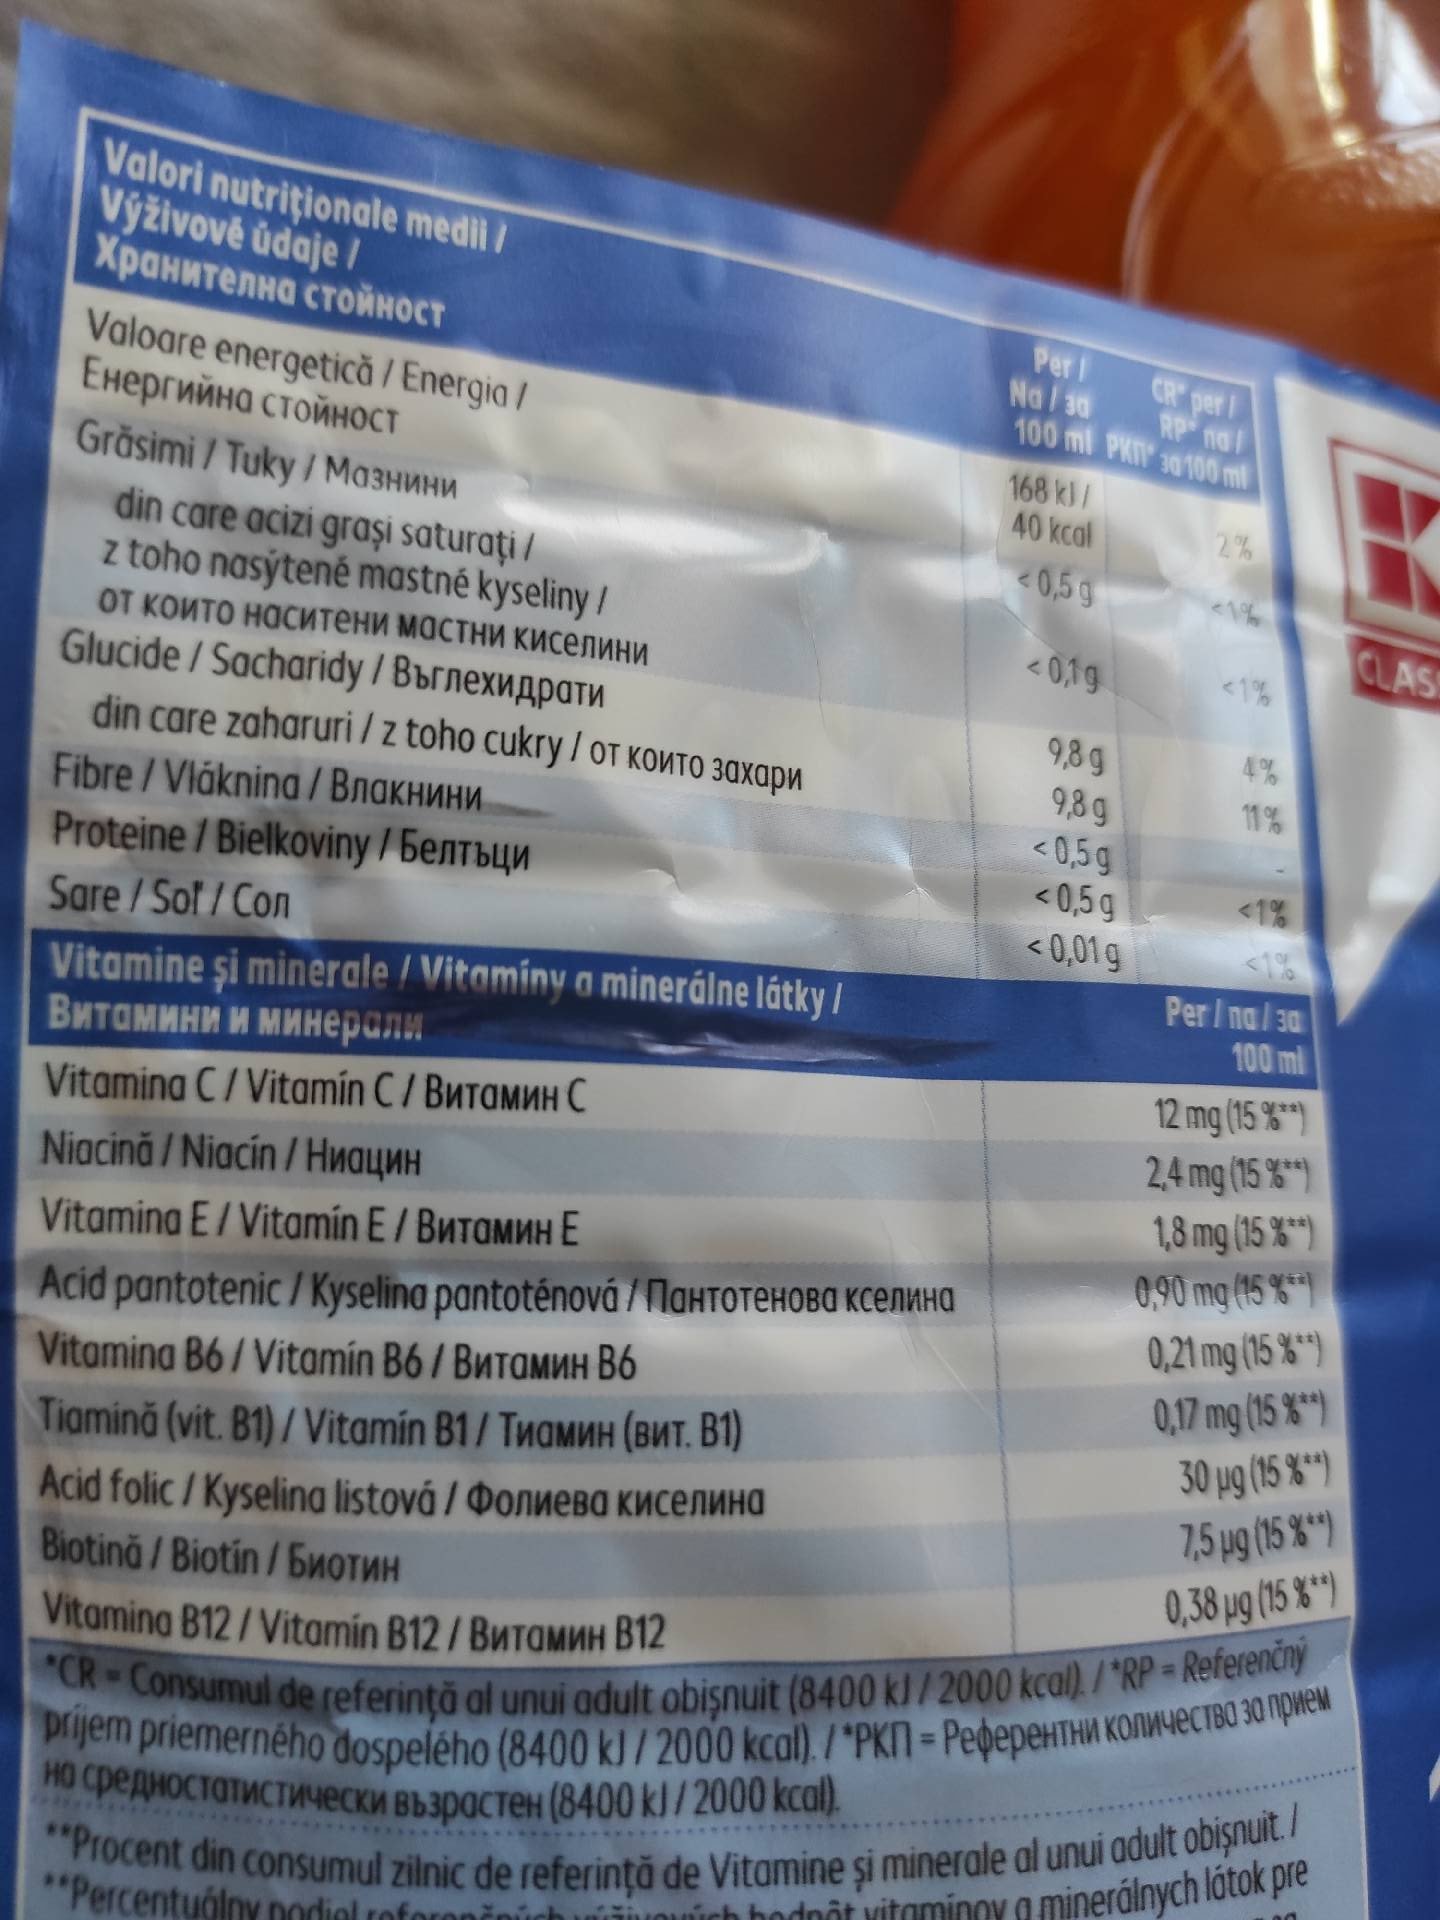 Valori nutriționale medii /
Výživové údaje /
Хранителна стойност
Per /
Na / за
100 ml
CR* per /
RP* na /
РКП* за 100 ml
Valoare energetică / Energia /
Енергийна стойност
168 kJ /
40 kcal
2 %
Grăsimi / Tuky / Мазнини
< 0,5 g
<1%
din care acizi grași saturați /
z toho nasýtené mastné kyseliny /
от които наситени мастни киселини
< 0,1 g
<1%
Glucide / Sacharidy / Въглехидрати
9,8 g
4%
din care zaharuri / z toho cukry / от които захари
9,8 g
11%
Fibre / Vláknina / Влакнини
< 0,5 g
-
Proteine / Bielkoviny / Белтъци
< 0,5 g
<1%
Sare / Soľ / Сол
< 0,01 g
<1%
Vitamine și minerale / Vitamíny a minerálne látky /
Витамини и минерали
Per / na / за
100 ml
Vitamina C / Vitamín C / Витамин C
12 mg (15 %**)
Niacină / Niacín / Ниацин
2,4 mg (15 %**)
Vitamina E / Vitamín E / Витамин E
1,8 mg (15 %**)
Acid pantotenic / Kyselina pantoténová / Пантотенова кселина
0,90 mg (15 %**)
Vitamina B6 / Vitamín B6 / Витамин B6
0,21 mg (15 %**)
Tiamină (vit. B1) / Vitamín B1 / Тиамин (вит. B1)
0,17 mg (15 %**)
Acid folic / Kyselina listová / Фолиева киселина
30 µg (15 %**)
Biotină / Biotín / Биотин
7,5 µg (15 %**)
Vitamina B12 / Vitamín B12 / Витамин B12
0,38 µg (15 %**)
*CR = Consumul de referință al unui adult obișnuit (8400 kJ / 2000 kcal). / *RP = Referenčný
príjem priemerného dospelého (8400 kJ / 2000 kcal). / *РКП = Референтни количества за прием
на средностатистически възрастен (8400 kJ / 2000 kcal).
**Procent din consumul zilnic de referință de Vitamine și minerale al unui adult obișnuit. /
**Percentuálny podiel referenčných výživových hodnôt vitamínov a minerálnych látok pre
K
CLAS